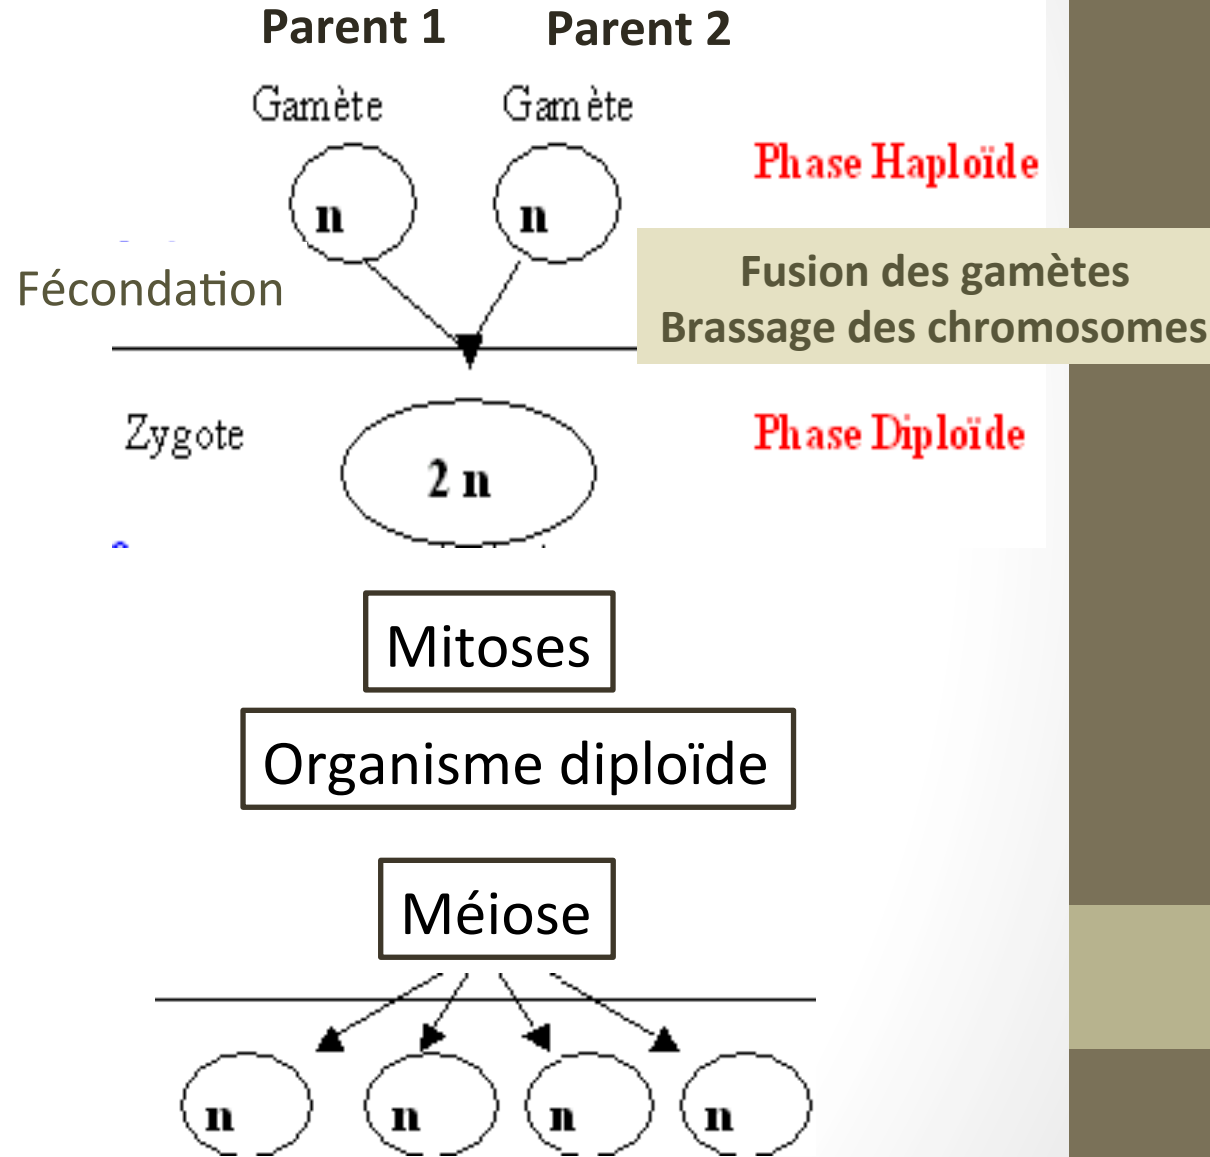 Parent 1 Parent 2
Gamète Gamète
Phase Haploïde
n n
Fécondation
Fusion des gamètes
Brassage des chromosomes
Zygote
Phase Diploïde
2 n
Mitoses
Organisme diploïde
Méiose
n n n n